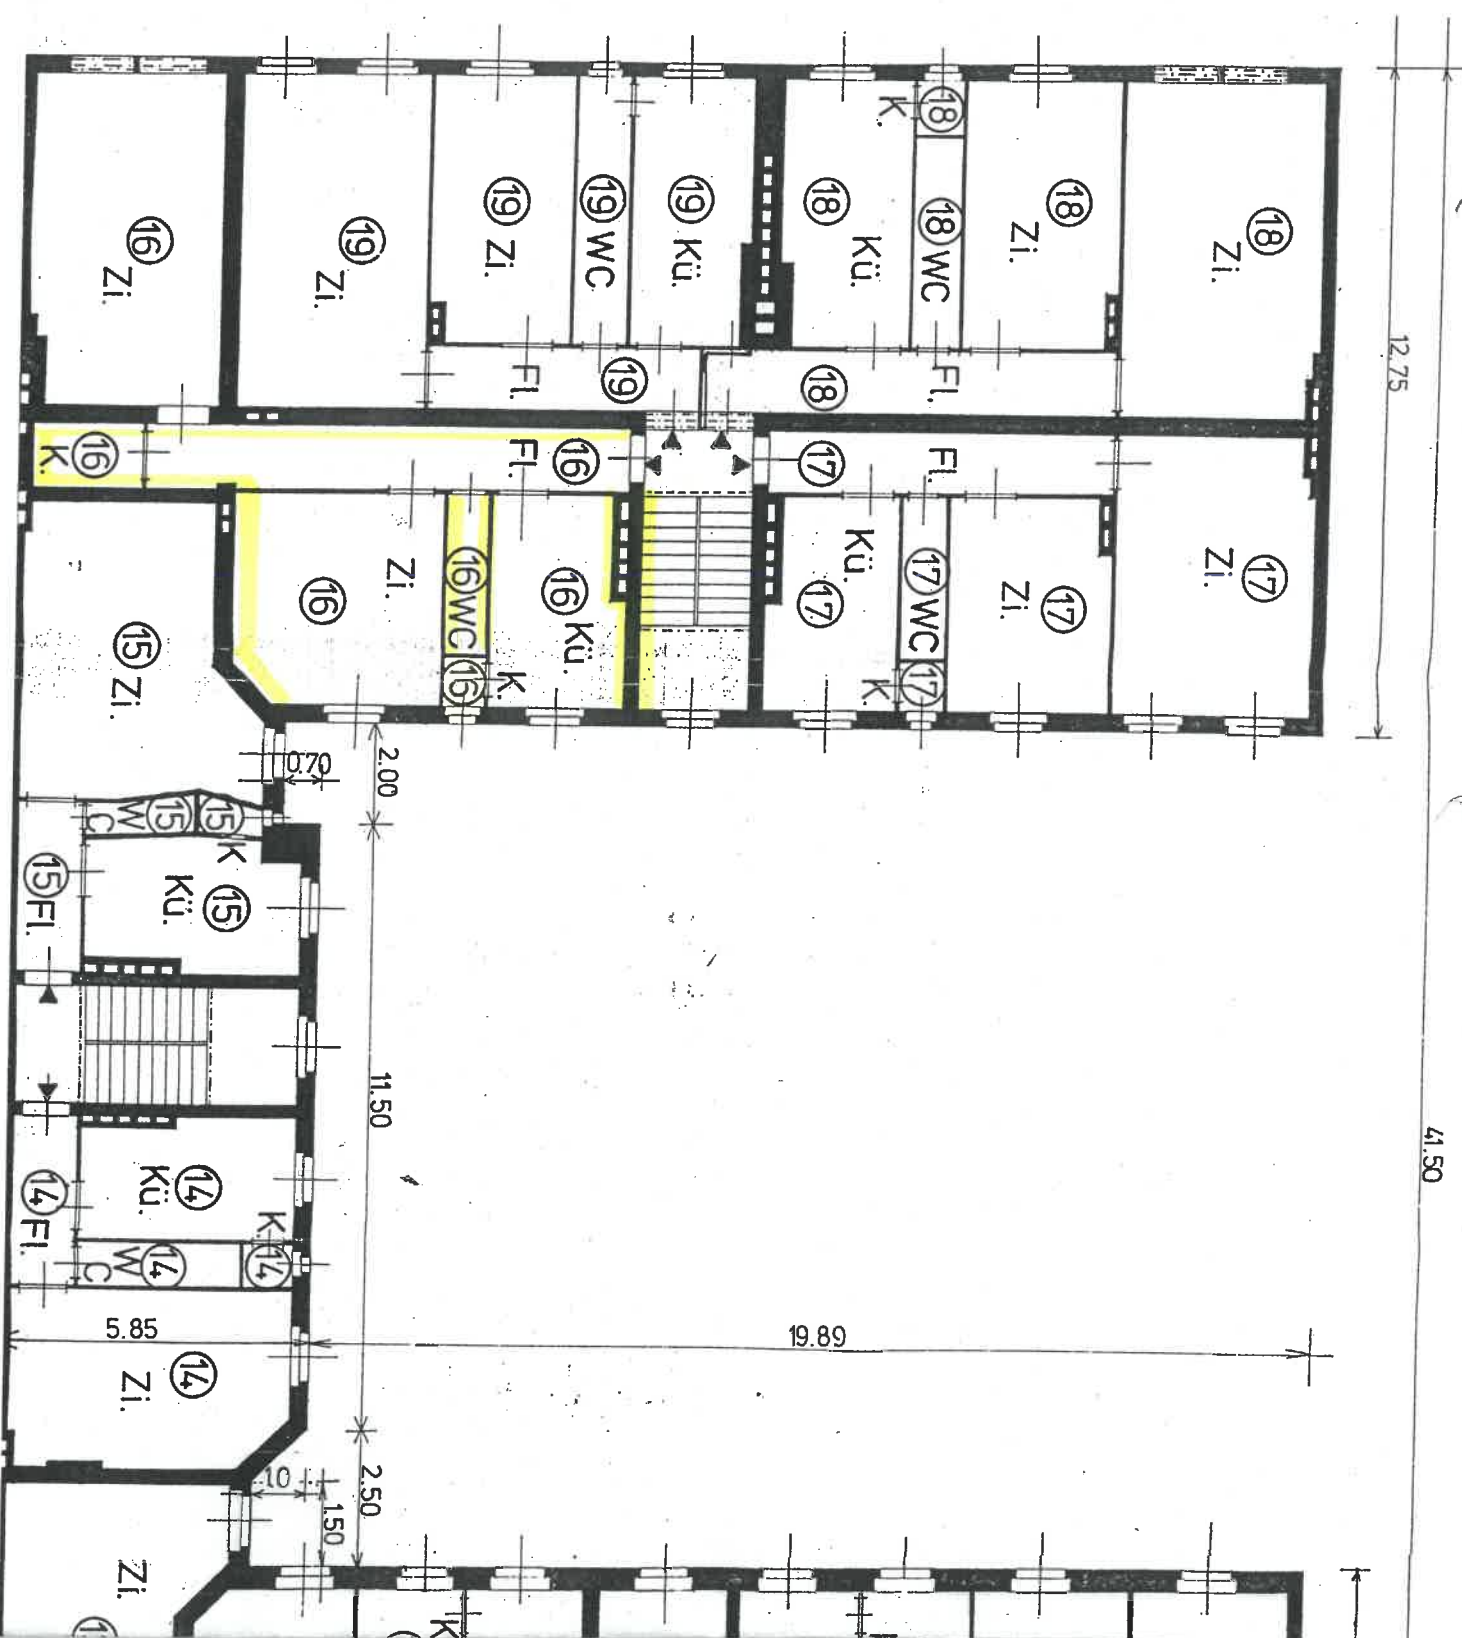 12.75
41.50
18 K.
16 Zi.
19 Zi.
19 Zi.
19 WC
19 Kü.
18 Kü.
18 WC
18 Zi.
18 Zi.
Fl. 19
18 Fl.
K. 16
Fl. 16
17 Fl.
16 Zi.
16 WC
16 K.
16 Kü.
Kü. 17
17 WC
K. 17
Zi. 17
Zi. 17
15 Zi.
0.70
2.00
WC 15
15 K
15 Fl.
Kü. 15
11.50
14 Fl.
Kü. 14
K. 14
WC 14
5.85
19.89
Zi. 14
2.50
1.50
Zi.